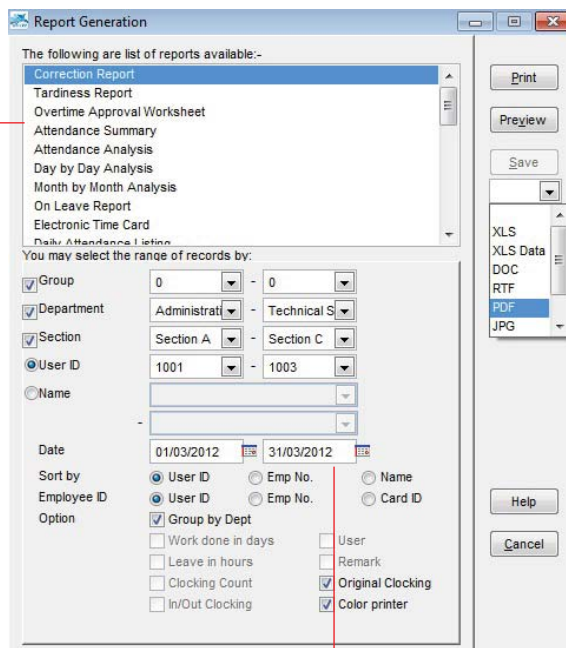 Report Generation
The following are list of reports available:-
Correction Report
Tardiness Report
Overtime Approval Worksheet
Attendance Summary
Attendance Analysis
Day by Day Analysis
Month by Month Analysis
On Leave Report
Electronic Time Card
Daily Attendance Listing
Print
Preview
Save
XLS
XLS Data
DOC
RTF
PDF
JPG
You may select the range of records by:
Group 0 - 0
Department Administrati - Technical S
Section Section A - Section C
User ID 1001 - 1003
Name
-
Date 01/03/2012 31/03/2012
Sort by User ID Emp No. Name
Employee ID User ID Emp No. Card ID
Option Group by Dept
Work done in days User
Leave in hours Remark
Clocking Count Original Clocking
In/Out Clocking Color printer
Help
Cancel